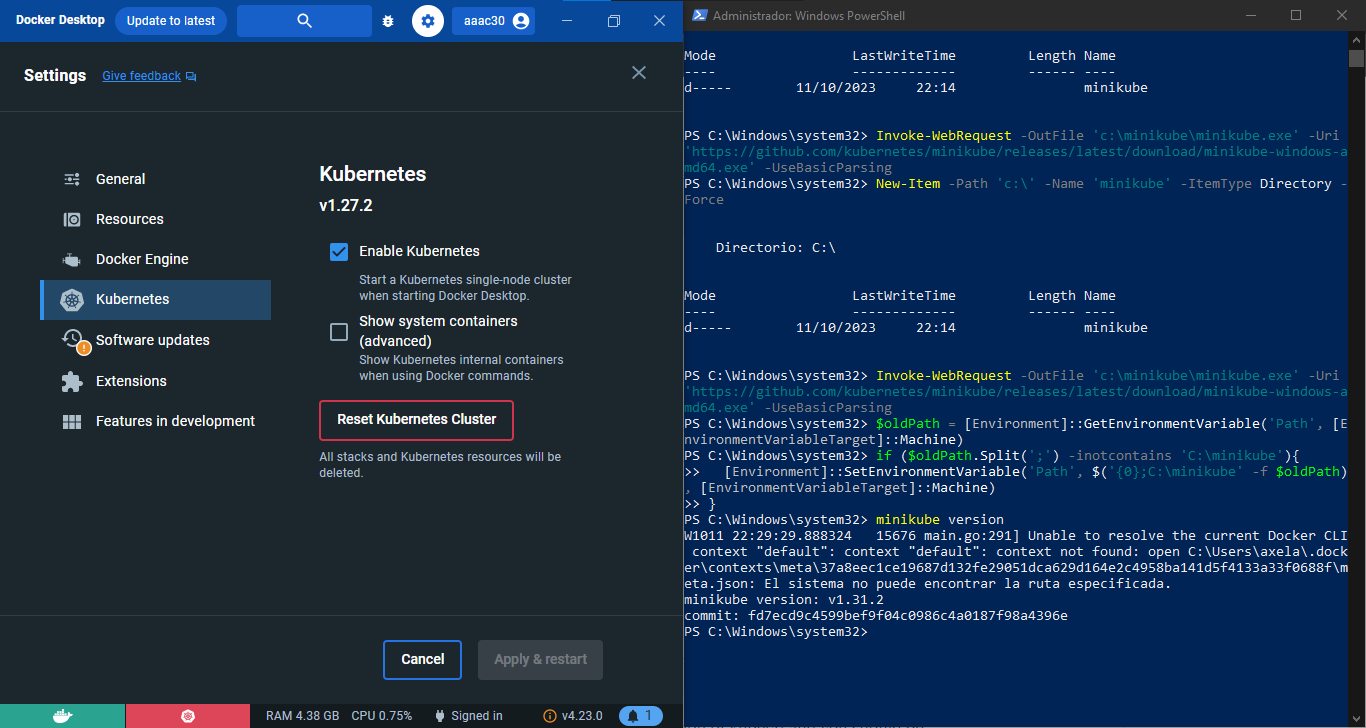 Docker Desktop
Update to latest
aaac30
Settings
Give feedback
General
Resources
Docker Engine
Kubernetes
Software updates
Extensions
Features in development
Kubernetes
v1.27.2
Enable Kubernetes
Start a Kubernetes single-node cluster
when starting Docker Desktop.
Show system containers
(advanced)
Show Kubernetes internal containers
when using Docker commands.
Reset Kubernetes Cluster
All stacks and Kubernetes resources will be
deleted.
Cancel
Apply & restart
RAM 4.38 GB CPU 0.75% Signed in v4.23.0 1
Administrador: Windows PowerShell
Mode LastWriteTime Length Name
---- ------------- ------ ----
d----- 11/10/2023 22:14 minikube
PS C:\Windows\system32> Invoke-WebRequest -OutFile 'c:\minikube\minikube.exe' -Uri
'https://github.com/kubernetes/minikube/releases/latest/download/minikube-windows-a
md64.exe' -UseBasicParsing
PS C:\Windows\system32> New-Item -Path 'c:\' -Name 'minikube' -ItemType Directory -
Force
Directorio: C:\
Mode LastWriteTime Length Name
---- ------------- ------ ----
d----- 11/10/2023 22:14 minikube
PS C:\Windows\system32> Invoke-WebRequest -OutFile 'c:\minikube\minikube.exe' -Uri
'https://github.com/kubernetes/minikube/releases/latest/download/minikube-windows-a
md64.exe' -UseBasicParsing
PS C:\Windows\system32> $oldPath = [Environment]::GetEnvironmentVariable('Path', [E
nvironmentVariableTarget]::Machine)
PS C:\Windows\system32> if ($oldPath.Split(';') -inotcontains 'C:\minikube'){
>> [Environment]::SetEnvironmentVariable('Path', $('{0};C:\minikube' -f $oldPath)
, [EnvironmentVariableTarget]::Machine)
>> }
PS C:\Windows\system32> minikube version
W1011 22:29:29.888324 15676 main.go:291] Unable to resolve the current Docker CLI
context "default": context "default": context not found: open C:\Users\axela\.dock
er\contexts\meta\37a8eec1ce19687d132fe29051dca629d164e2c4958ba141d5f4133a33f0688f\m
eta.json: El sistema no puede encontrar la ruta especificada.
minikube version: v1.31.2
commit: fd7ecd9c4599bef9f04c0986c4a0187f98a4396e
PS C:\Windows\system32>